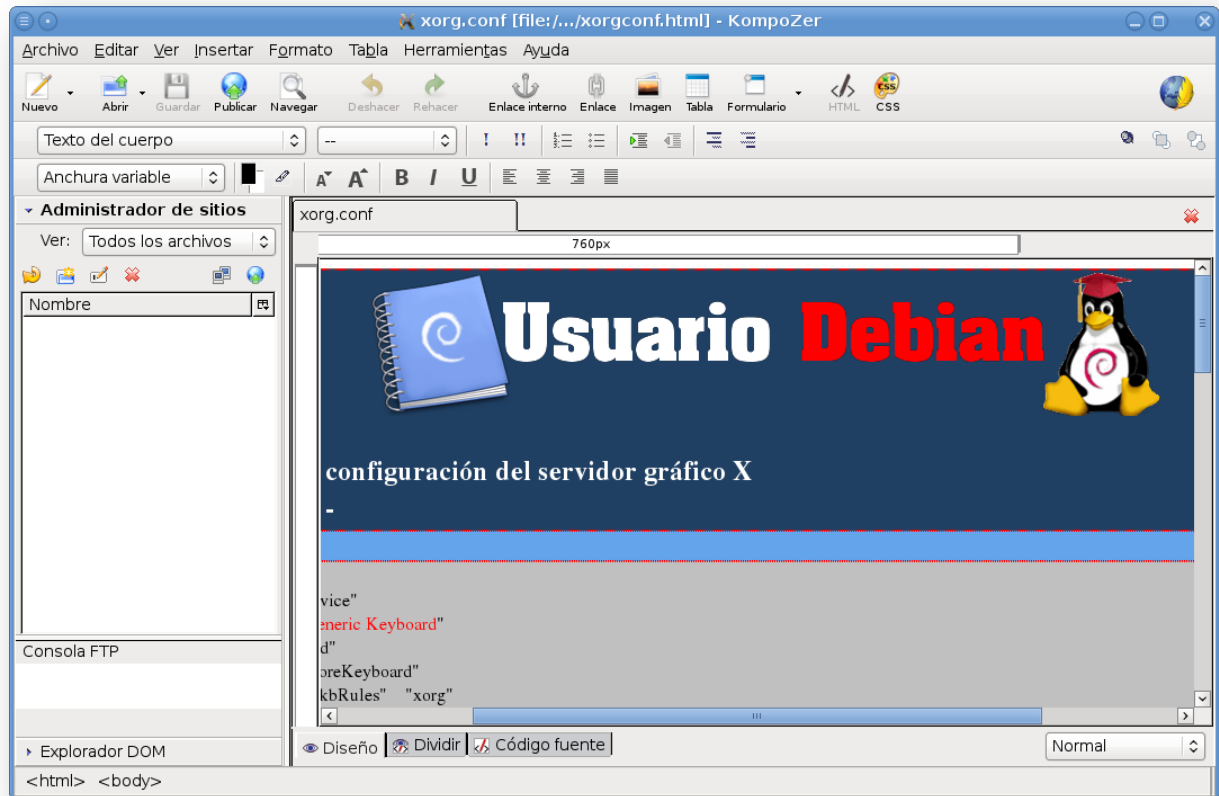 xorg.conf [file:/.../xorgconf.html] - KompoZer
Archivo Editar Ver Insertar Formato Tabla Herramientas Ayuda
Nuevo Abrir Guardar Publicar Navegar Deshacer Rehacer Enlace interno Enlace Imagen Tabla Formulario HTML CSS
Texto del cuerpo -- ! !!
Anchura variable A A B I U
Administrador de sitios
Ver: Todos los archivos
Nombre
xorg.conf
760px
Usuario Debian
configuración del servidor gráfico X
-
vice"
eneric Keyboard"
d"
oreKeyboard"
kbRules" "xorg"
Consola FTP
Explorador DOM
Diseño Dividir Código fuente Normal
<html> <body>